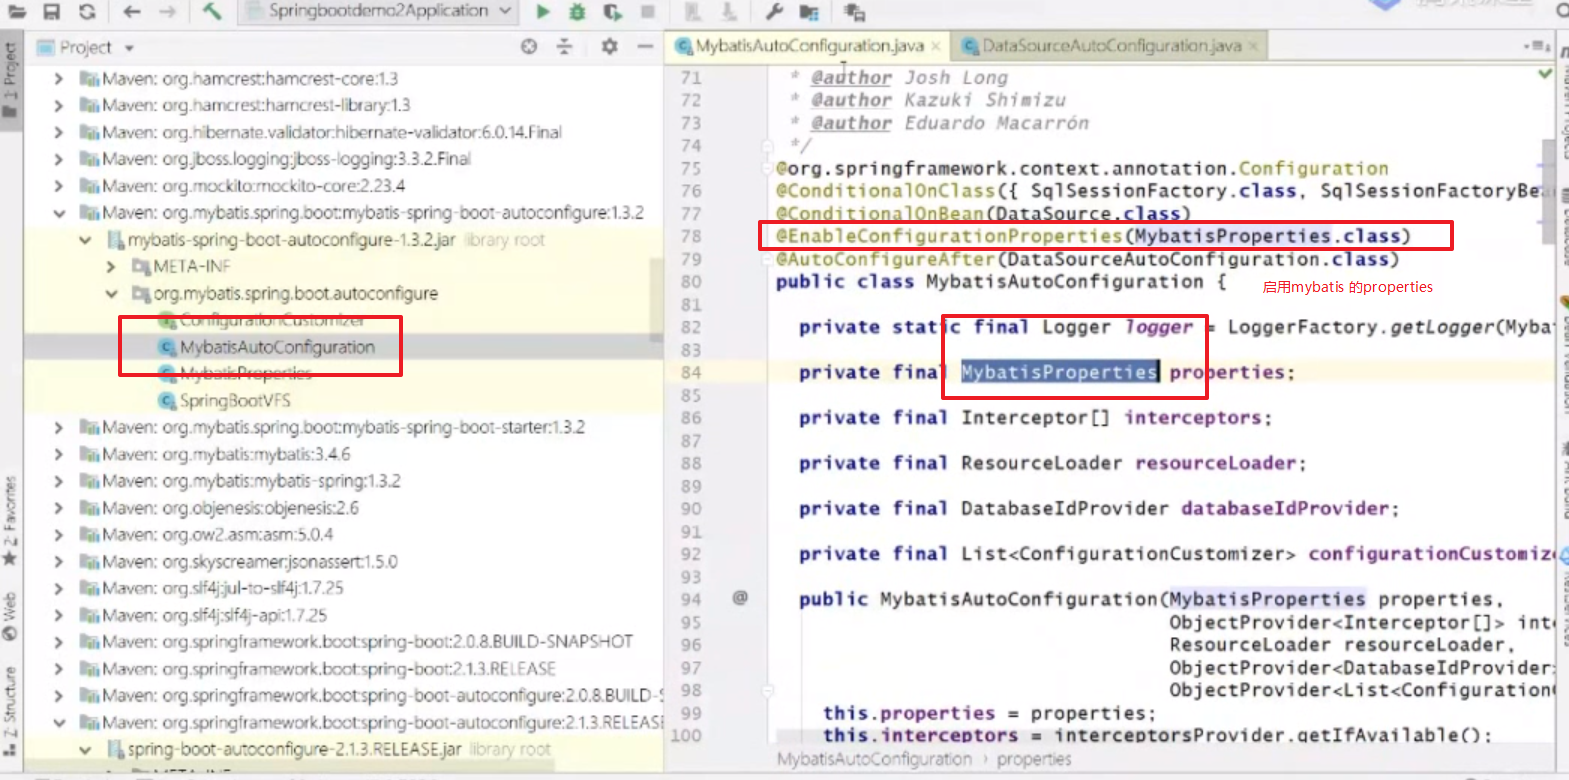 Springbootdemo2Application
1: Project
Project
Maven: org.hamcrest:hamcrest-core:1.3
Maven: org.hamcrest:hamcrest-library:1.3
Maven: org.hibernate.validator:hibernate-validator:6.0.14.Final
Maven: org.jboss.logging:jboss-logging:3.3.2.Final
Maven: org.mockito:mockito-core:2.23.4
Maven: org.mybatis.spring.boot:mybatis-spring-boot-autoconfigure:1.3.2
mybatis-spring-boot-autoconfigure-1.3.2.jar library root
META-INF
org.mybatis.spring.boot.autoconfigure
ConfigurationCustomizer
MybatisAutoConfiguration
MybatisProperties
SpringBootVFS
Maven: org.mybatis.spring.boot:mybatis-spring-boot-starter:1.3.2
Maven: org.mybatis:mybatis:3.4.6
Maven: org.mybatis:mybatis-spring:1.3.2
Maven: org.objenesis:objenesis:2.6
Maven: org.ow2.asm:asm:5.0.4
Maven: org.skyscreamer:jsonassert:1.5.0
Maven: org.slf4j:jul-to-slf4j:1.7.25
Maven: org.slf4j:slf4j-api:1.7.25
Maven: org.springframework.boot:spring-boot:2.0.8.BUILD-SNAPSHOT
Maven: org.springframework.boot:spring-boot:2.1.3.RELEASE
Maven: org.springframework.boot:spring-boot-autoconfigure:2.0.8.BUILD-S
Maven: org.springframework.boot:spring-boot-autoconfigure:2.1.3.RELEASE
spring-boot-autoconfigure-2.1.3.RELEASE.jar library root
META-INF
2: Favorites
Web
Z: Structure
MybatisAutoConfiguration.java
DataSourceAutoConfiguration.java
71 * @author Josh Long
72 * @author Kazuki Shimizu
73 * @author Eduardo Macarrón
74 */
75 @org.springframework.context.annotation.Configuration
76 @ConditionalOnClass({ SqlSessionFactory.class, SqlSessionFactoryBea
77 @ConditionalOnBean(DataSource.class)
78 @EnableConfigurationProperties(MybatisProperties.class)
79 @AutoConfigureAfter(DataSourceAutoConfiguration.class)
80 public class MybatisAutoConfiguration {
启用mybatis 的properties
81
82 private static final Logger logger = LoggerFactory.getLogger(Mybat
83
84 private final MybatisProperties properties;
85
86 private final Interceptor[] interceptors;
87
88 private final ResourceLoader resourceLoader;
89
90 private final DatabaseIdProvider databaseIdProvider;
91
92 private final List<ConfigurationCustomizer> configurationCustomize
93
94 @ public MybatisAutoConfiguration(MybatisProperties properties,
95 ObjectProvider<Interceptor[]> inte
96 ResourceLoader resourceLoader,
97 ObjectProvider<DatabaseIdProvider>
98 ObjectProvider<List<Configuration
99 this.properties = properties;
100 this.interceptors = interceptorsProvider.getIfAvailable();
MybatisAutoConfiguration › properties